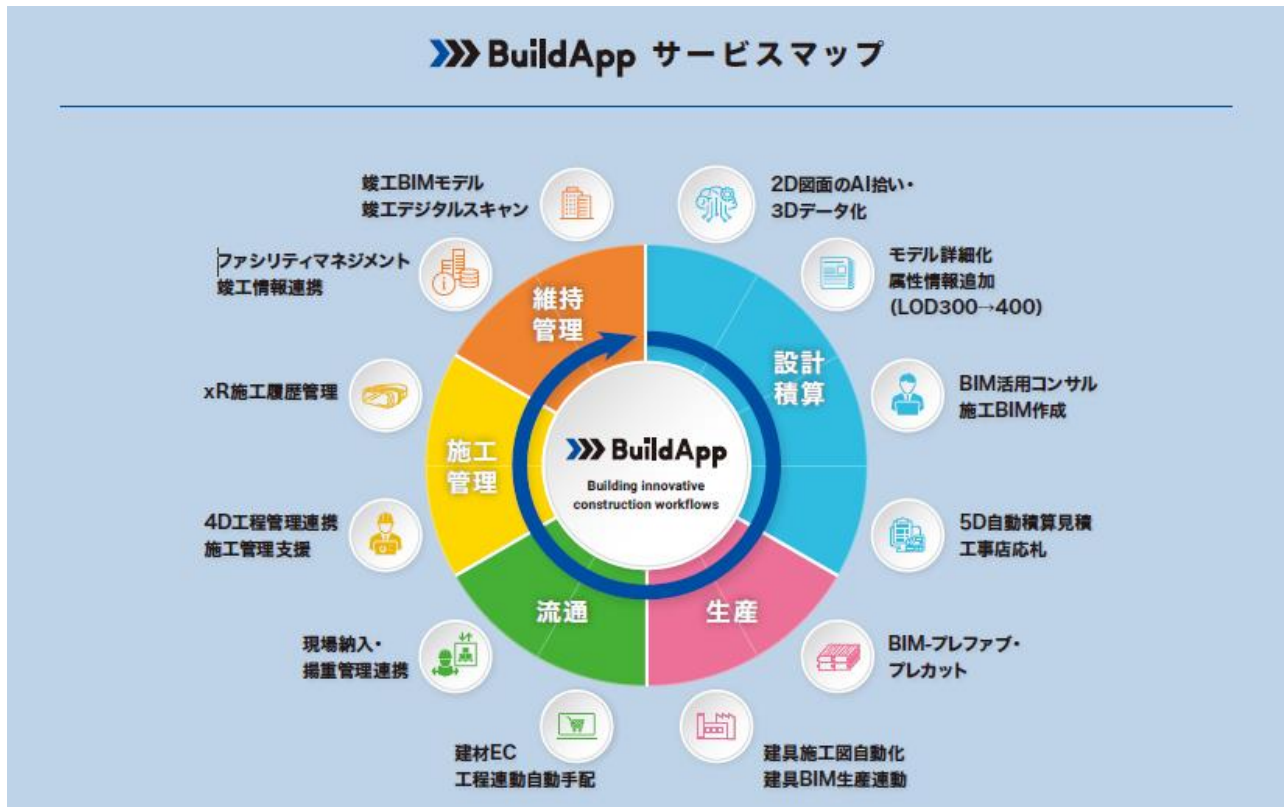 BuildApp サービスマップ
竣工BIMモデル
竣工デジタルスキャン
2D図面のAI拾い・
3Dデータ化
ファシリティマネジメント
竣工情報連携
モデル詳細化
属性情報追加
(LOD300→400)
維持
管理
設計
積算
xR施工履歴管理
BIM活用コンサル
施工BIM作成
施工
管理
BuildApp
Building innovative
construction workflows
4D工程管理連携
施工管理支援
5D自動積算見積
工事店応札
流通
生産
現場納入・
揚重管理連携
BIM-プレファブ・
プレカット
建材EC
工程連動自動手配
建具施工図自動化
建具BIM生産連動